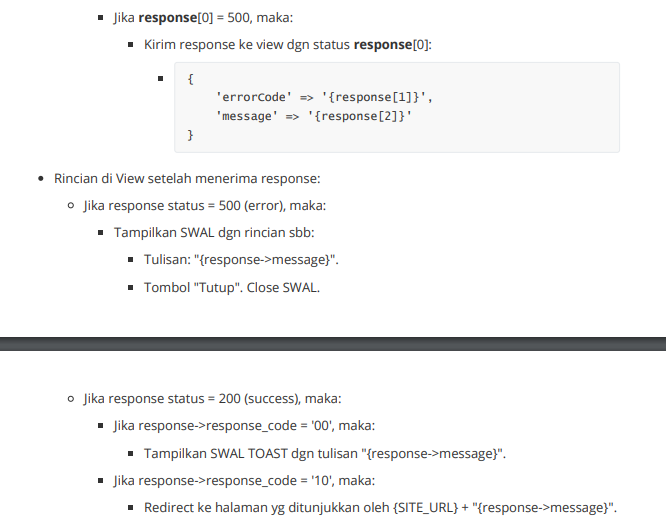 Jika response[0] = 500, maka:
Kirim response ke view dgn status response[0]:
{
'errorCode' => '{response[1]}',
'message' => '{response[2]}'
}
Rincian di View setelah menerima response:
Jika response status = 500 (error), maka:
Tampilkan SWAL dgn rincian sbb:
Tulisan: "{response->message}".
Tombol "Tutup". Close SWAL.
Jika response status = 200 (success), maka:
Jika response->response_code = '00', maka:
Tampilkan SWAL TOAST dgn tulisan "{response->message}".
Jika response->response_code = '10', maka:
Redirect ke halaman yg ditunjukkan oleh {SITE_URL} + "{response->message}".